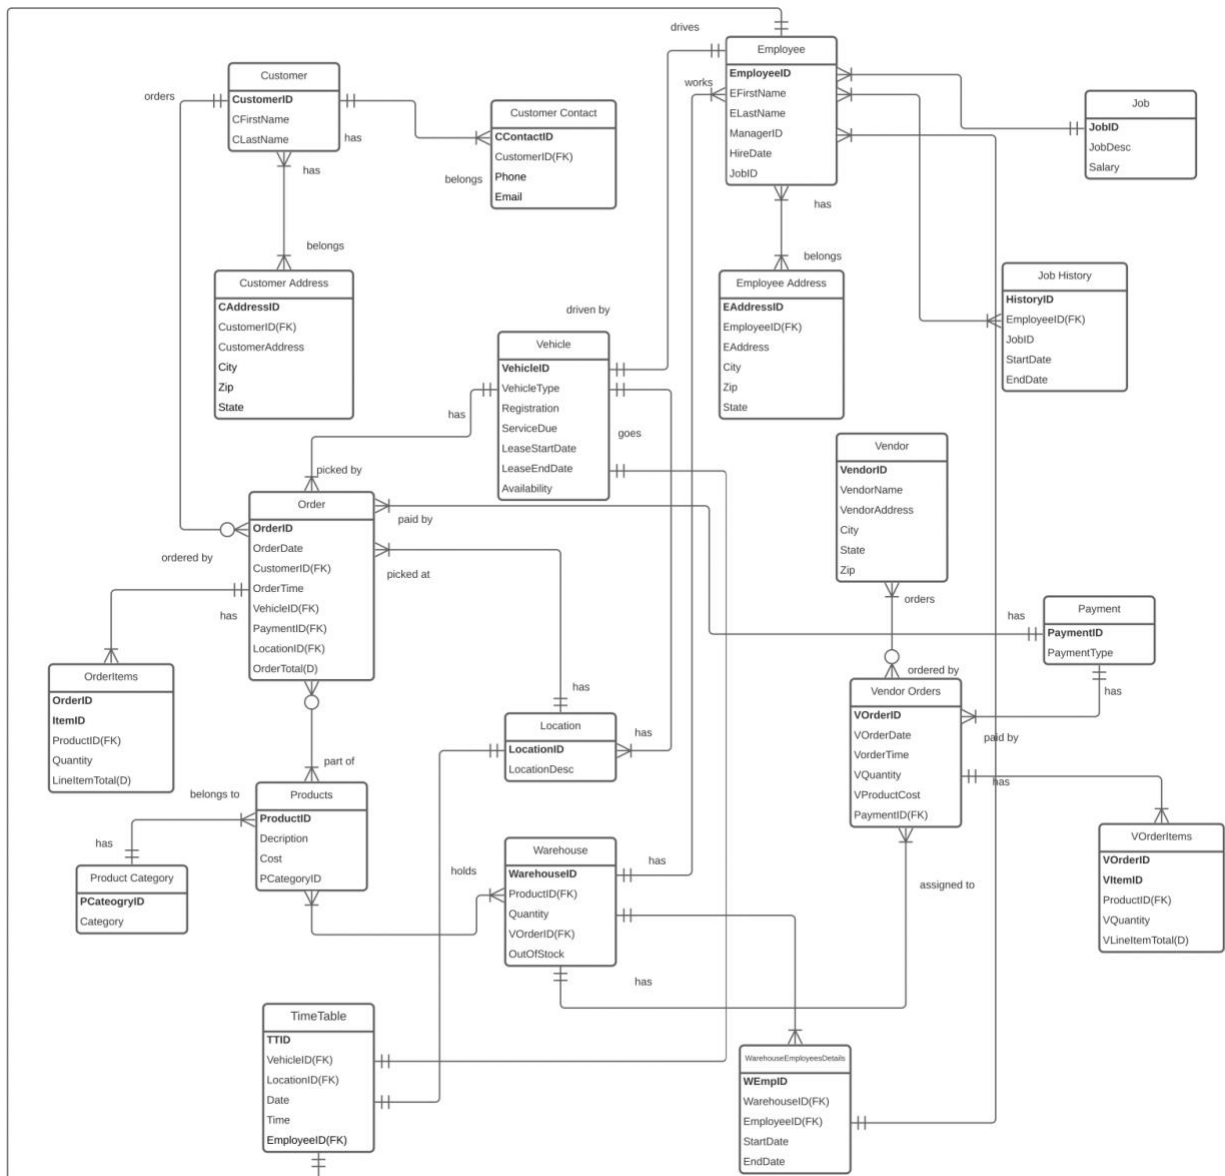 drives
Employee
EmployeeID
EFirstName
ELastName
ManagerID
HireDate
JobID
works
Customer
CustomerID
CFirstName
CLastName
orders
has
has
Customer Contact
CContactID
CustomerID(FK)
Phone
Email
belongs
Job
JobID
JobDesc
Salary
belongs
Customer Address
CAddressID
CustomerID(FK)
CustomerAddress
City
Zip
State
has
belongs
Employee Address
EAddressID
EmployeeID(FK)
EAddress
City
Zip
State
Job History
HistoryID
EmployeeID(FK)
JobID
StartDate
EndDate
driven by
Vehicle
VehicleID
VehicleType
Registration
ServiceDue
LeaseStartDate
LeaseEndDate
Availability
has
goes
picked by
Order
OrderID
OrderDate
CustomerID(FK)
OrderTime
VehicleID(FK)
PaymentID(FK)
LocationID(FK)
OrderTotal(D)
paid by
picked at
ordered by
has
Vendor
VendorID
VendorName
VendorAddress
City
State
Zip
orders
ordered by
has
Payment
PaymentID
PaymentType
has
OrderItems
OrderID
ItemID
ProductID(FK)
Quantity
LineItemTotal(D)
has
Location
LocationID
LocationDesc
has
Vendor Orders
VOrderID
VOrderDate
VorderTime
VQuantity
VProductCost
PaymentID(FK)
paid by
has
part of
belongs to
Products
ProductID
Decription
Cost
PCategoryID
has
Product Category
PCateogryID
Category
holds
Warehouse
WarehouseID
ProductID(FK)
Quantity
VOrderID(FK)
OutOfStock
has
has
assigned to
VOrderItems
VOrderID
VItemID
ProductID(FK)
VQuantity
VLineItemTotal(D)
TimeTable
TTID
VehicleID(FK)
LocationID(FK)
Date
Time
EmployeeID(FK)
WarehouseEmployeesDetails
WEmpID
WarehouseID(FK)
EmployeeID(FK)
StartDate
EndDate